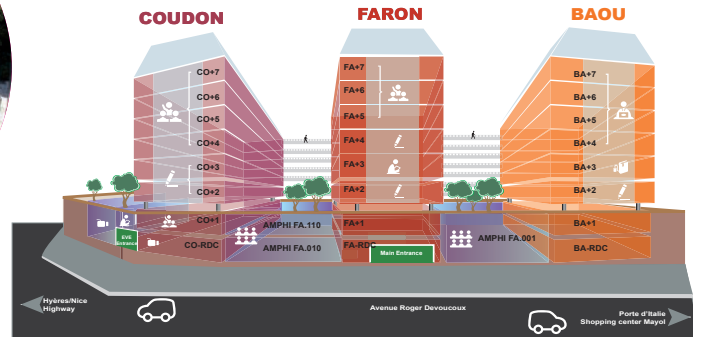 COUDON
FARON
BAOU
CO+7
CO+6
CO+5
CO+4
CO+3
CO+2
CO+1
CO-RDC
FA+7
FA+6
FA+5
FA+4
FA+3
FA+2
FA+1
FA-RDC
BA+7
BA+6
BA+5
BA+4
BA+3
BA+2
BA+1
BA-RDC
EVE
Entrance
AMPHI FA.110
AMPHI FA.010
Main Entrance
AMPHI FA.001
Hyères/Nice
Highway
Avenue Roger Devoucoux
Porte d'Italie
Shopping center Mayol